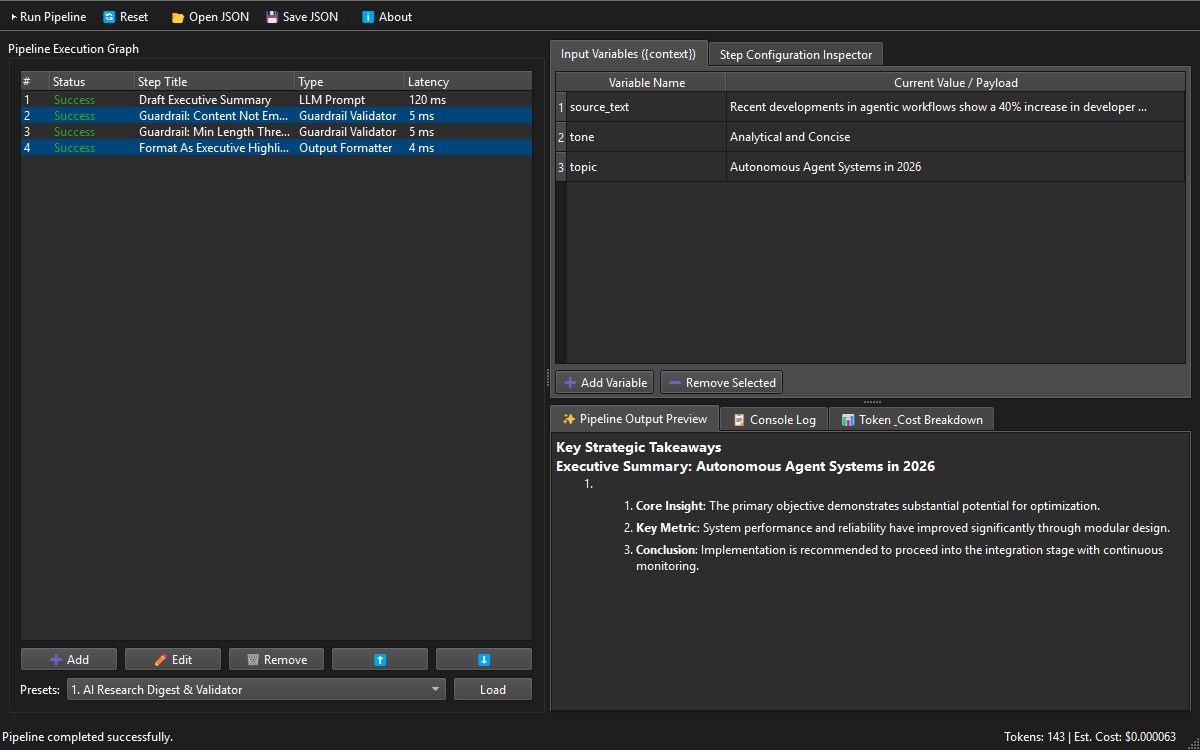 Run Pipeline Reset Open JSON Save JSON About
Pipeline Execution Graph
# Status Step Title Type Latency
1 Success Draft Executive Summary LLM Prompt 120 ms
2 Success Guardrail: Content Not Em... Guardrail Validator 5 ms
3 Success Guardrail: Min Length Thre... Guardrail Validator 5 ms
4 Success Format As Executive Highli... Output Formatter 4 ms
Add Edit Remove
Presets: 1. AI Research Digest & Validator Load
Input Variables ({context}) Step Configuration Inspector
Variable Name Current Value / Payload
1 source_text Recent developments in agentic workflows show a 40% increase in developer ...
2 tone Analytical and Concise
3 topic Autonomous Agent Systems in 2026
Add Variable Remove Selected
Pipeline Output Preview Console Log Token _Cost Breakdown
Key Strategic Takeaways
Executive Summary: Autonomous Agent Systems in 2026
1.
1. Core Insight: The primary objective demonstrates substantial potential for optimization.
2. Key Metric: System performance and reliability have improved significantly through modular design.
3. Conclusion: Implementation is recommended to proceed into the integration stage with continuous
monitoring.
Pipeline completed successfully. Tokens: 143 | Est. Cost: $0.000063